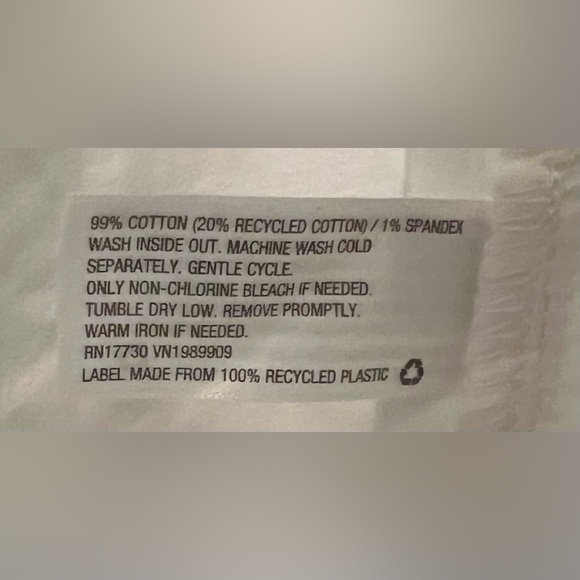 99% COTTON (20% RECYCLED COTTON) / 1% SPANDEX
WASH INSIDE OUT. MACHINE WASH COLD
SEPARATELY. GENTLE CYCLE.
ONLY NON-CHLORINE BLEACH IF NEEDED.
TUMBLE DRY LOW. REMOVE PROMPTLY.
WARM IRON IF NEEDED.
RN17730 VN1989909
LABEL MADE FROM 100% RECYCLED PLASTIC